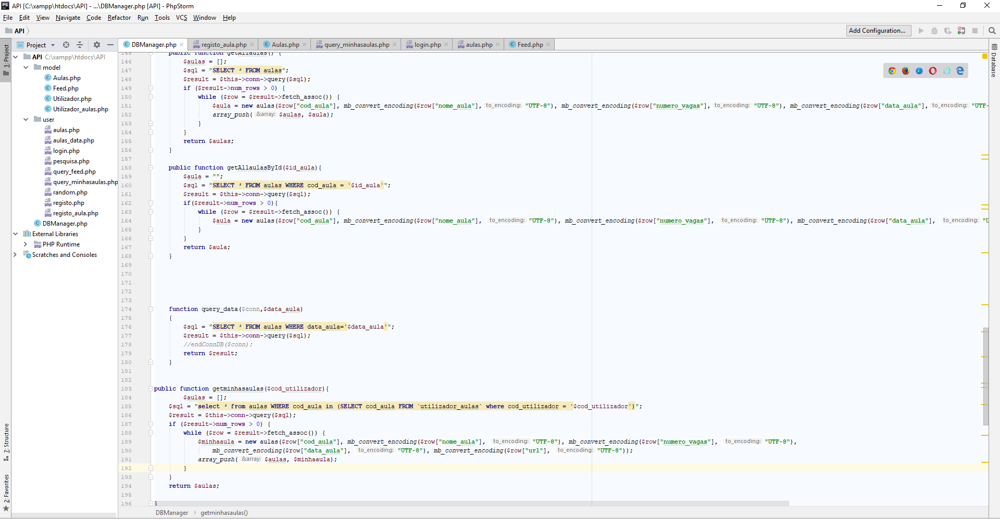 API [C:\xampp\htdocs\API] - ...\DBManager.php [API] - PhpStorm
File Edit View Navigate Code Refactor Run Tools VCS Window Help
API
Add Configuration...
1: Project
Project
API C:\xampp\htdocs\API
model
Aulas.php
Feed.php
Utilizador.php
Utilizador_aulas.php
user
aulas.php
aulas_data.php
login.php
pesquisa.php
query_feed.php
query_minhasaulas.php
random.php
registo.php
registo_aula.php
DBManager.php
External Libraries
PHP Runtime
Scratches and Consoles
7: Structure
2: Favorites
Database
DBManager.php registo_aula.php Aulas.php query_minhasaulas.php login.php aulas.php Feed.php
145 public function getAllaulas() {
146 $aulas = [];
147 $sql = "SELECT * FROM aulas";
148 $result = $this->conn->query($sql);
149 if ($result->num_rows > 0) {
150 while ($row = $result->fetch_assoc()) {
151 $aula = new aulas($row["cod_aula"], mb_convert_encoding($row["nome_aula"], to_encoding: "UTF-8"), mb_convert_encoding($row["numero_vagas"], to_encoding: "UTF-8"), mb_convert_encoding($row["data_aula"], to_encoding: "UTF-
152 array_push( &array: $aulas, $aula);
153 }
154 }
155 return $aulas;
156 }
157
158 public function getAllaulasById($id_aula){
159 $aula = "";
160 $sql = "SELECT * FROM aulas WHERE cod_aula = '$id_aula'";
161 $result = $this->conn->query($sql);
162 if($result->num_rows > 0){
163 while ($row = $result->fetch_assoc()) {
164 $aula = new aulas($row["cod_aula"], mb_convert_encoding($row["nome_aula"], to_encoding: "UTF-8"), mb_convert_encoding($row["numero_vagas"], to_encoding: "UTF-8"), mb_convert_encoding($row["data_aula"], to_encoding: "U
165 }
166 }
167 return $aula;
168 }
169
170
171
172
173
174 function query_data($conn,$data_aula)
175 {
176 $sql = "SELECT * FROM aulas WHERE data_aula='$data_aula'";
177 $result = $this->conn->query($sql);
178 //endConnDB($conn);
179 return $result;
180 }
181
182
183 public function getminhasaulas($cod_utilizador){
184 $aulas = [];
185 $sql = "select * from aulas WHERE cod_aula in (SELECT cod_aula FROM `utilizador_aulas` where cod_utilizador = '$cod_utilizador')";
186 $result = $this->conn->query($sql);
187 if ($result->num_rows > 0) {
188 while ($row = $result->fetch_assoc()) {
189 $minhaaula = new aulas($row["cod_aula"], mb_convert_encoding($row["nome_aula"], to_encoding: "UTF-8"), mb_convert_encoding($row["numero_vagas"], to_encoding: "UTF-8"),
190 mb_convert_encoding($row["data_aula"], to_encoding: "UTF-8"), mb_convert_encoding($row["url"], to_encoding: "UTF-8"));
191 array_push( &array: $aulas, $minhaaula);
192 }
193 }
194 return $aulas;
195
196 }
DBManager › getminhasaulas()